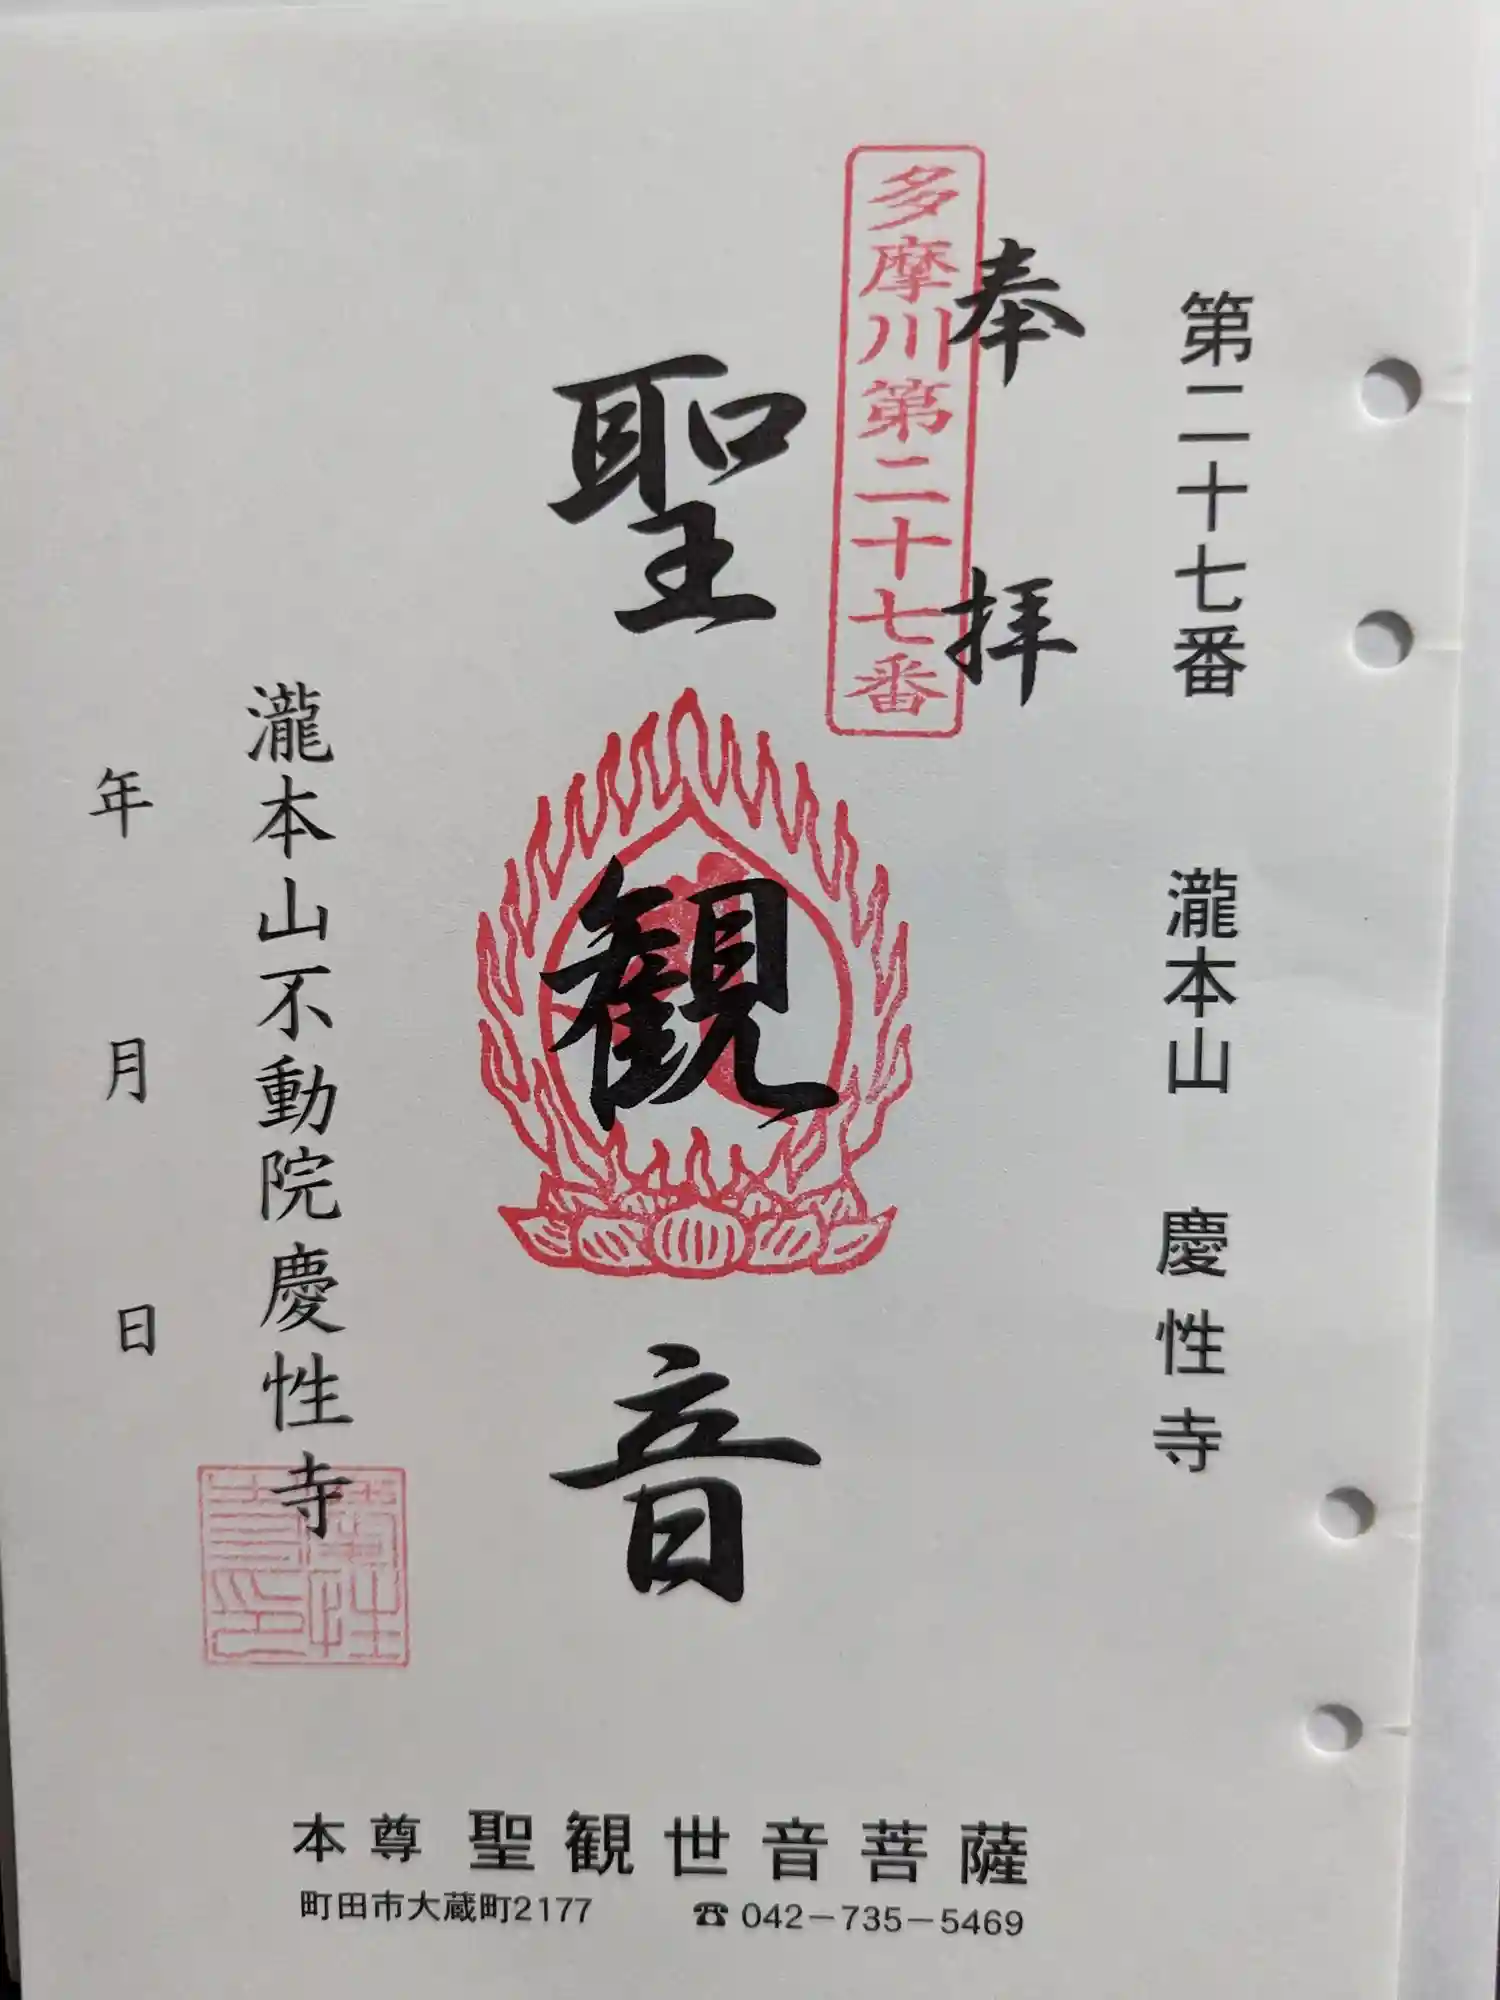 第二十七番 瀧本山 慶性寺
奉拝
多摩川第二十七番
聖観音
瀧本山不動院慶性寺
年 月 日
本尊 聖観世音菩薩
町田市大蔵町2177 ☎042-735-5469